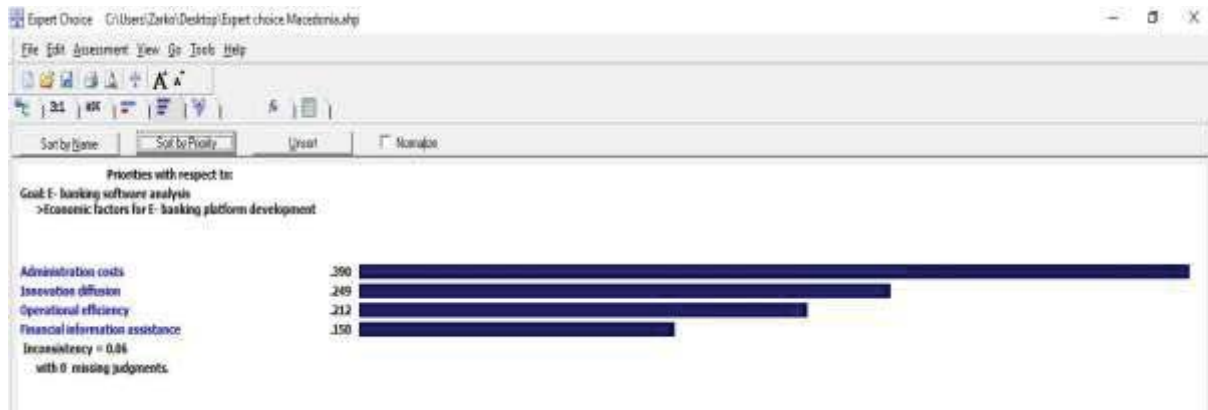 Expert Choice C:\Users\Zarko\Desktop\Expert choice Macedonia.ahp
File Edit Assessment View Go Tools Help
3:1 ABC
Sort by Name Sort by Priority Unsort Normalize
Priorities with respect to:
Goal: E- banking software analysis
>Economic factors for E- banking platform development
Administration costs .390
Innovation diffusion .249
Operational efficiency .212
Financial information assistance .150
Inconsistency = 0.06
with 0 missing judgments.